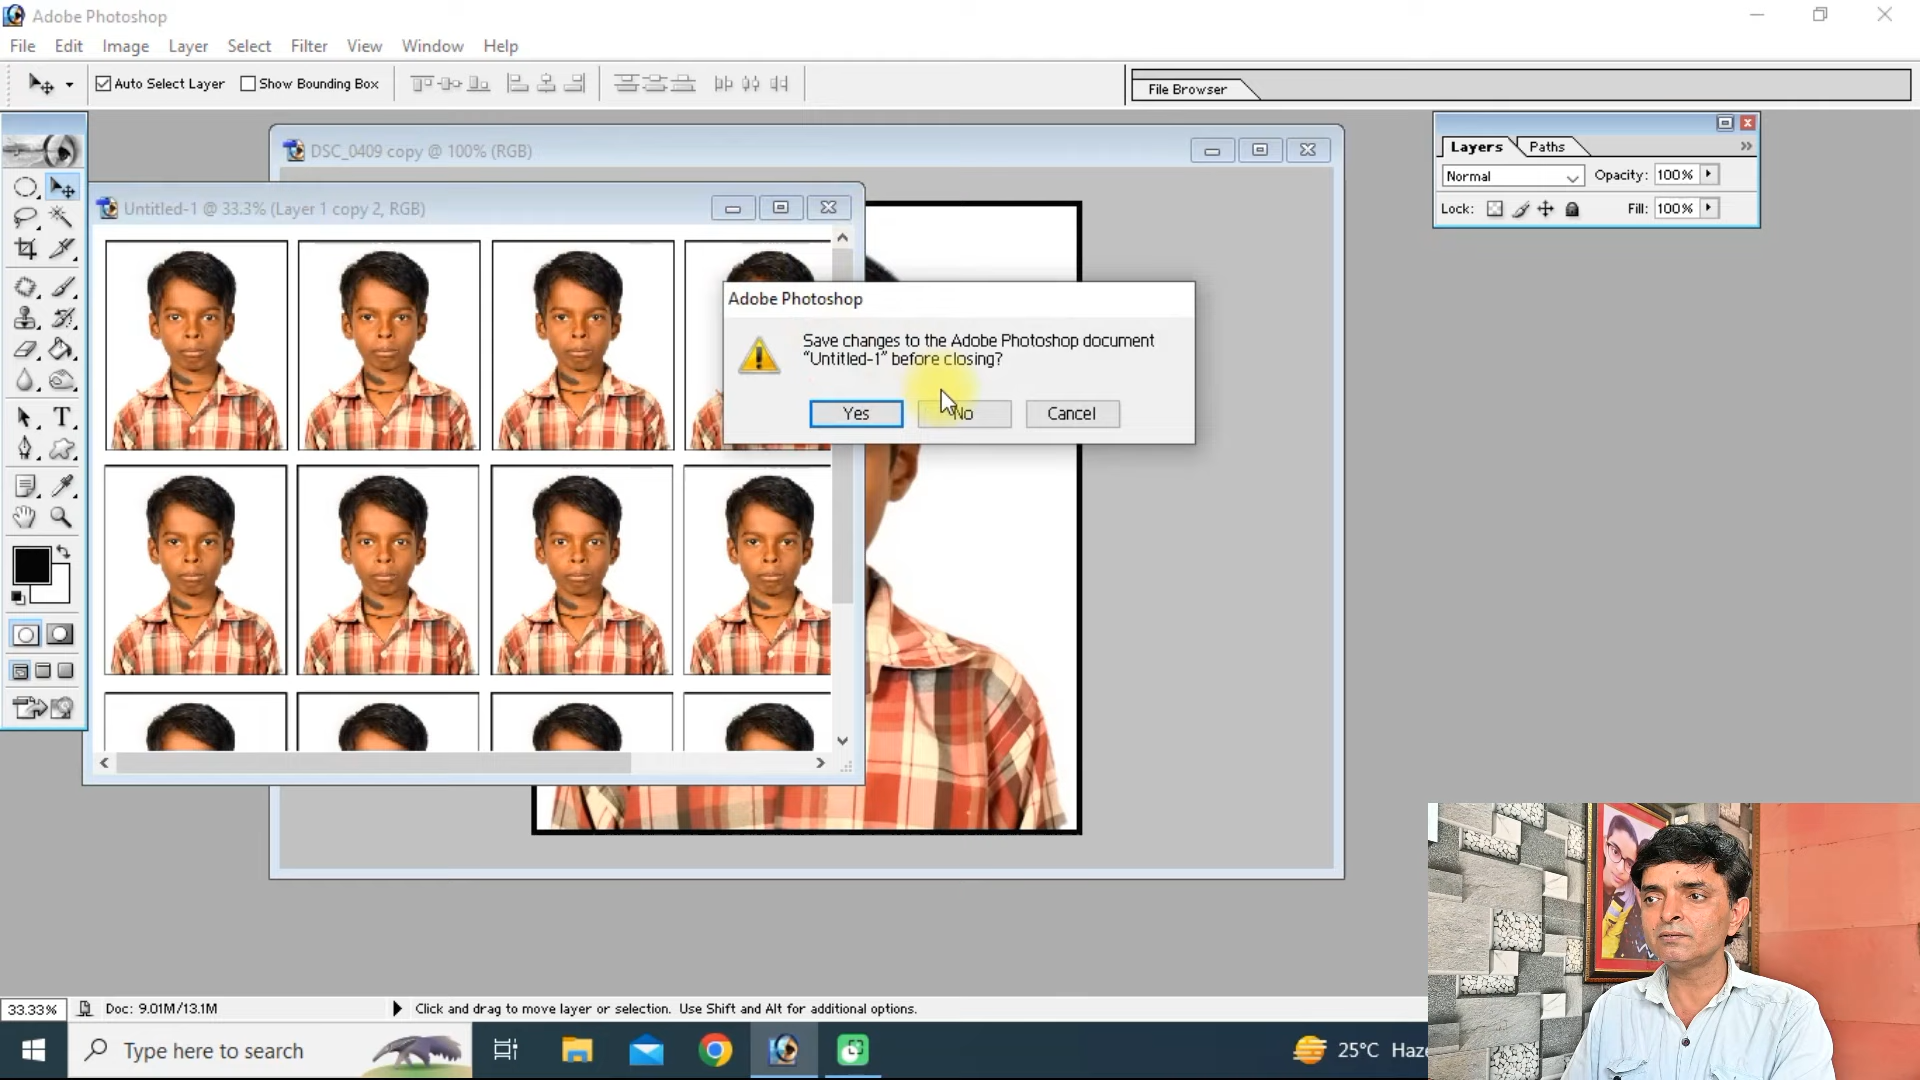 Adobe Photoshop
File Edit Image Layer Select Filter View Window Help
Auto Select Layer Show Bounding Box
File Browser
DSC_0409 copy @ 100% (RGB)
Layers Paths
Normal Opacity: 100%
Lock: Fill: 100%
Untitled-1 @ 33.3% (Layer 1 copy 2, RGB)
Adobe Photoshop
Save changes to the Adobe Photoshop document
“Untitled-1” before closing?
Yes No Cancel
T
33.33% Doc: 9.01M/13.1M Click and drag to move layer or selection. Use Shift and Alt for additional options.
Type here to search
25°C Haze